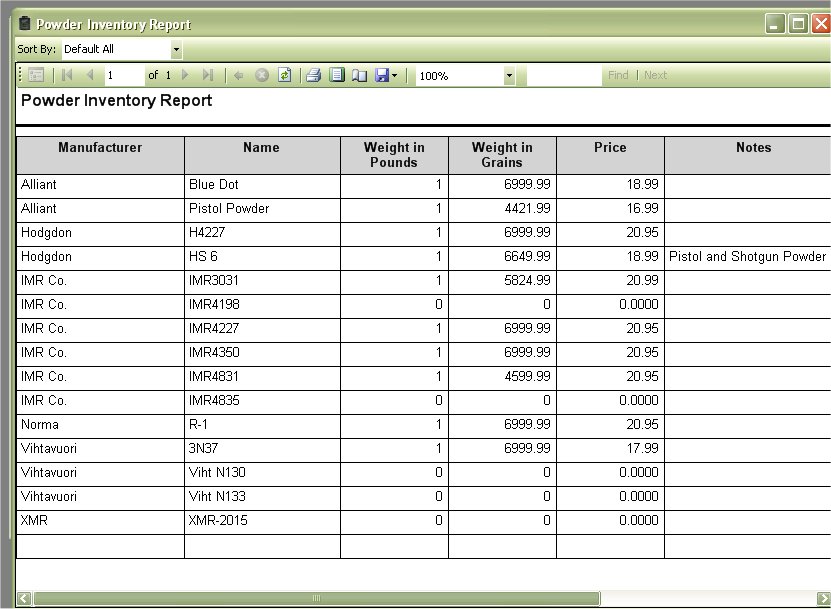 Powder Inventory Report
Sort By: Default All
1 of 1 100% Find | Next
Powder Inventory Report
Manufacturer Name Weight in Pounds Weight in Grains Price Notes
Alliant Blue Dot 1 6999.99 18.99
Alliant Pistol Powder 1 4421.99 16.99
Hodgdon H4227 1 6999.99 20.95
Hodgdon HS 6 1 6649.99 18.99 Pistol and Shotgun Powder
IMR Co. IMR3031 1 5824.99 20.99
IMR Co. IMR4198 0 0 0.0000
IMR Co. IMR4227 1 6999.99 20.95
IMR Co. IMR4350 1 6999.99 20.95
IMR Co. IMR4831 1 4599.99 20.95
IMR Co. IMR4835 0 0 0.0000
Norma R-1 1 6999.99 20.95
Vihtavuori 3N37 1 6999.99 17.99
Vihtavuori Viht N130 0 0 0.0000
Vihtavuori Viht N133 0 0 0.0000
XMR XMR-2015 0 0 0.0000